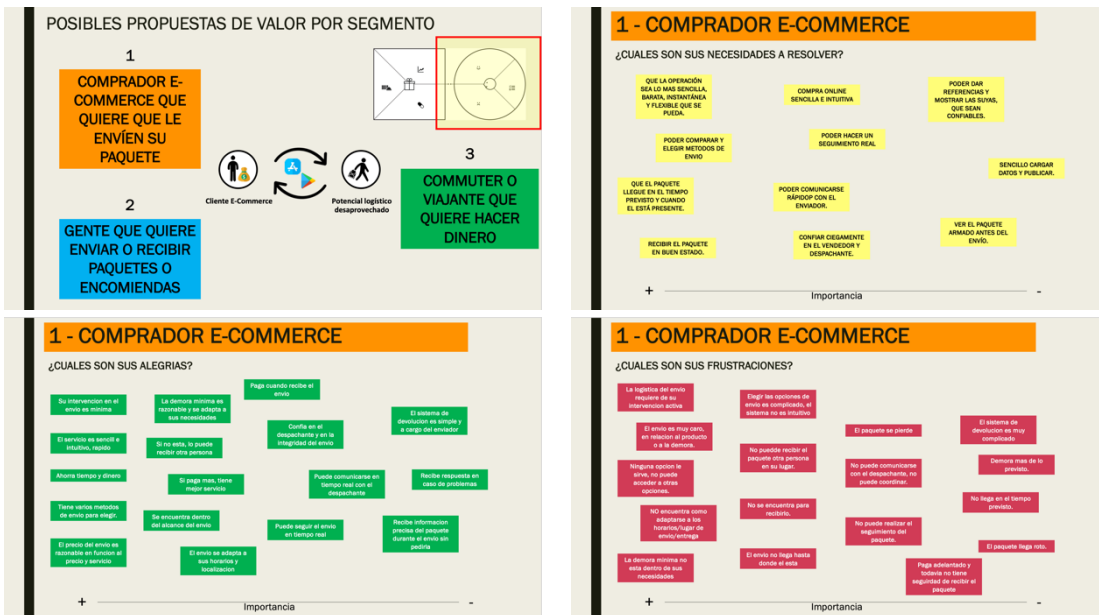 POSIBLES PROPUESTAS DE VALOR POR SEGMENTO
1
COMPRADOR E-
COMMERCE QUE
QUIERE QUE LE
ENVÍEN SU
PAQUETE
2
GENTE QUE QUIERE
ENVIAR O RECIBIR
PAQUETES O
ENCOMIENDAS
Cliente E-Commerce
Potencial logístico
desaprovechado
3
COMMUTER O
VIAJANTE QUE
QUIERE HACER
DINERO
1 - COMPRADOR E-COMMERCE
¿CUALES SON SUS NECESIDADES A RESOLVER?
QUE LA OPERACIÓN
SEA LO MAS SENCILLA,
BARATA, INSTANTÁNEA
Y FLEXIBLE QUE SE
PUEDA.
COMPRA ONLINE
SENCILLA E INTUITIVA
PODER DAR
REFERENCIAS Y
MOSTRAR LAS SUYAS,
QUE SEAN
CONFIABLES.
PODER COMPARAR Y
ELEGIR METODOS DE
ENVIO
PODER HACER UN
SEGUIMIENTO REAL
SENCILLO CARGAR
DATOS Y PUBLICAR.
QUE EL PAQUETE
LLEGUE EN EL TIEMPO
PREVISTO Y CUANDO
EL ESTÁ PRESENTE.
PODER COMUNICARSE
RÁPIDOP CON EL
ENVIADOR.
VER EL PAQUETE
ARMADO ANTES DEL
ENVÍO.
RECIBIR EL PAQUETE
EN BUEN ESTADO.
CONFIAR CIEGAMENTE
EN EL VENDEDOR Y
DESPACHANTE.
+
Importancia
-
1 - COMPRADOR E-COMMERCE
¿CUALES SON SUS ALEGRIAS?
Su intervencion en el
envio es minima
La demora minima es
razonable y se adapta a
sus necesidades
Paga cuando recibe el
envio
El sistema de
devolucion es simple y
a cargo del enviador
Confia en el
despachante y en la
integridad del envio
El servicio es sencill e
intuitivo, rapido
Si no esta, lo puede
recibir otra persona
Ahorra tiempo y dinero
Si paga mas, tiene
mejor servicio
Puede comunicarse en
tiempo real con el
despachante
Recibe respuesta en
caso de problemas
Tiene varios metodos
de envio para elegir.
Se encuentra dentro
del alcance del envio
Puede seguir el envio
en tiempo real
Recibe informacion
precisa del paquete
durante el envio sin
pedirla
El precio del envio es
razonable en funcion al
precio y servicio
El envio se adapta a
sus horarios y
localizacion
+
Importancia
-
1 - COMPRADOR E-COMMERCE
¿CUALES SON SUS FRUSTRACIONES?
La logistica del envio
requiere de su
intervencion activa
Elegir las opciones de
envio es complicado, el
sistema no es intuitivo
El envio es muy caro,
en relacion al producto
o a la demora.
El paquete se pierde
El sistema de
devolucion es muy
complicado
No puedde recibir el
paquete otra persona
en su lugar.
Ninguna opcion le
sirve, no puede
acceder a otras
opciones.
No puede comunicarse
con el despachante, no
puede coordinar.
Demora mas de lo
previsto.
NO encuentra como
adaptarse a los
horarios/lugar de
envio/entrega
No se encuentra para
recibirlo.
No llega en el tiempo
previsto.
No puede realizar el
seguimiento del
paquete.
El paquete llega roto.
La demora minima no
esta dentro de sus
necesidades
El envio no llega hasta
donde el esta
Paga adelantado y
todavia no tiene
seguirdad de recibir el
paquete
+
Importancia
-